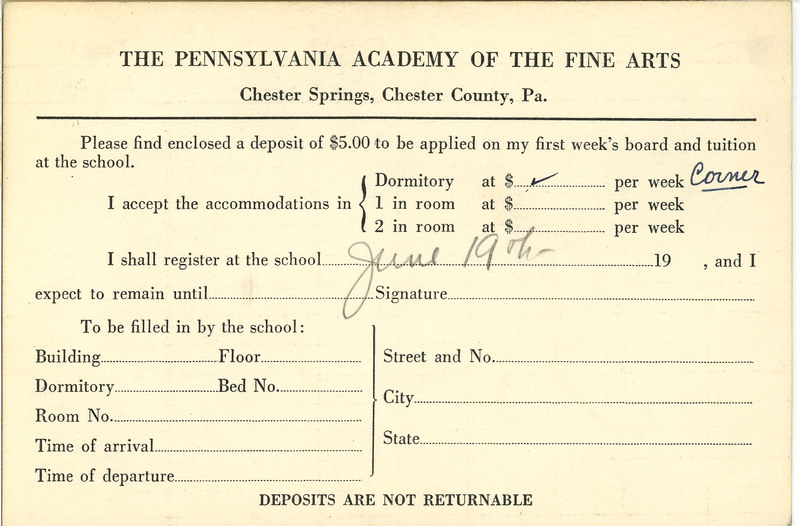 THE PENNSYLVANIA ACADEMY OF THE FINE ARTS
Chester Springs, Chester County, Pa.
Please find enclosed a deposit of $5.00 to be applied on my first week's board and tuition
at the school.
Dormitory at $ ✓ per week Corner
I accept the accommodations in { 1 in room at $ per week
2 in room at $ per week
I shall register at the school June 19th 19 , and I
expect to remain until Signature
To be filled in by the school:
Building Floor Street and No.
Dormitory Bed No.
City
Room No.
State
Time of arrival
Time of departure
DEPOSITS ARE NOT RETURNABLE